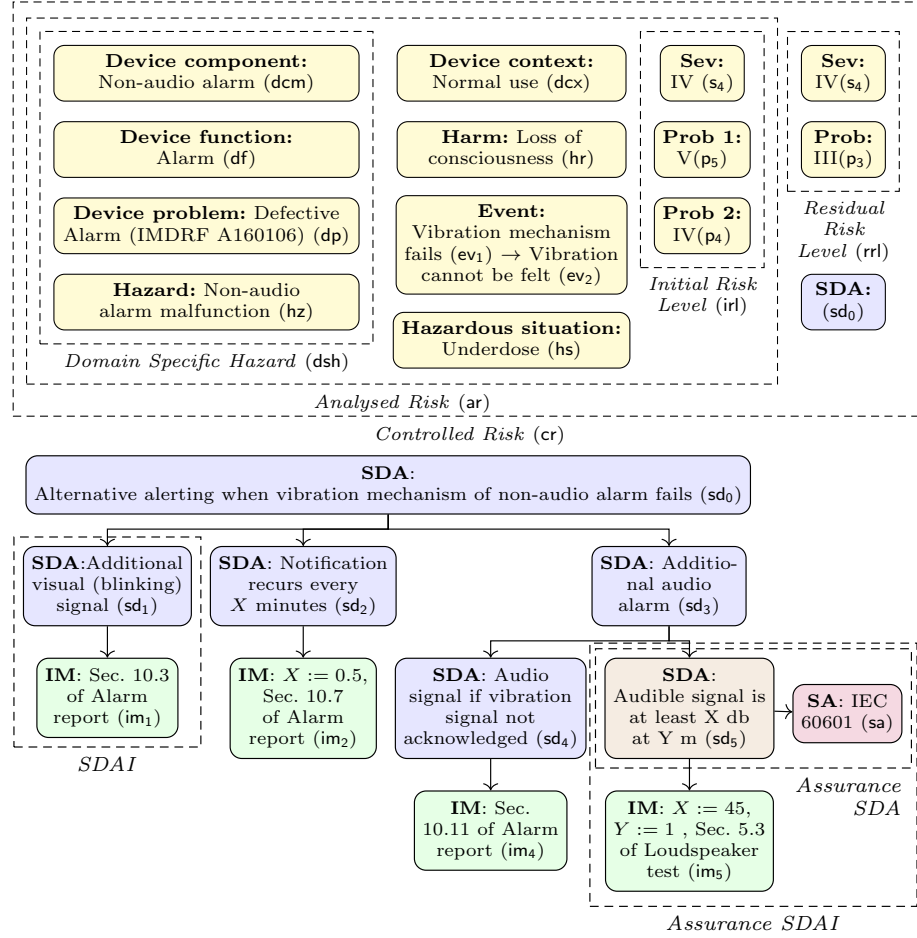 Device component:
Non-audio alarm (dcm)
Device function:
Alarm (df)
Device problem: Defective
Alarm (IMDRF A160106) (dp)
Hazard: Non-audio
alarm malfunction (hz)
Domain Specific Hazard (dsh)
Device context:
Normal use (dcx)
Harm: Loss of
consciousness (hr)
Event:
Vibration mechanism
fails (ev₁) → Vibration
cannot be felt (ev₂)
Hazardous situation:
Underdose (hs)
Sev:
IV (s₄)
Prob 1:
V(p₅)
Prob 2:
IV(p₄)
Initial Risk
Level (irl)
Analysed Risk (ar)
Sev:
IV(s₄)
Prob:
III(p₃)
Residual
Risk
Level (rrl)
SDA:
(sd₀)
Controlled Risk (cr)
SDA:
Alternative alerting when vibration mechanism of non-audio alarm fails (sd₀)
SDA:Additional
visual (blinking)
signal (sd₁)
IM: Sec. 10.3
of Alarm
report (im₁)
SDAI
SDA: Notification
recurs every
X minutes (sd₂)
IM: X := 0.5,
Sec. 10.7
of Alarm
report (im₂)
SDA: Additio-
nal audio
alarm (sd₃)
SDA: Audio
signal if vibration
signal not
acknowledged (sd₄)
IM: Sec.
10.11 of Alarm
report (im₄)
SDA:
Audible signal is
at least X db
at Y m (sd₅)
SA: IEC
60601 (sa)
Assurance
SDA
IM: X := 45,
Y := 1 , Sec. 5.3
of Loudspeaker
test (im₅)
Assurance SDAI